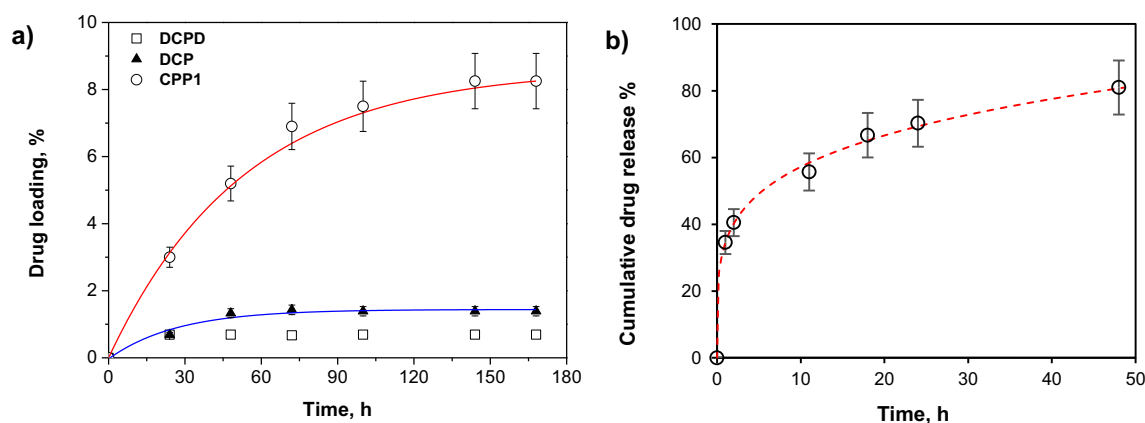 a)
DCPD
DCP
CPP1
Drug loading, %
10
8
6
4
2
0
0 30 60 90 120 150 180
Time, h
b)
Cumulative drug release %
100
80
60
40
20
0
0 10 20 30 40 50
Time, h